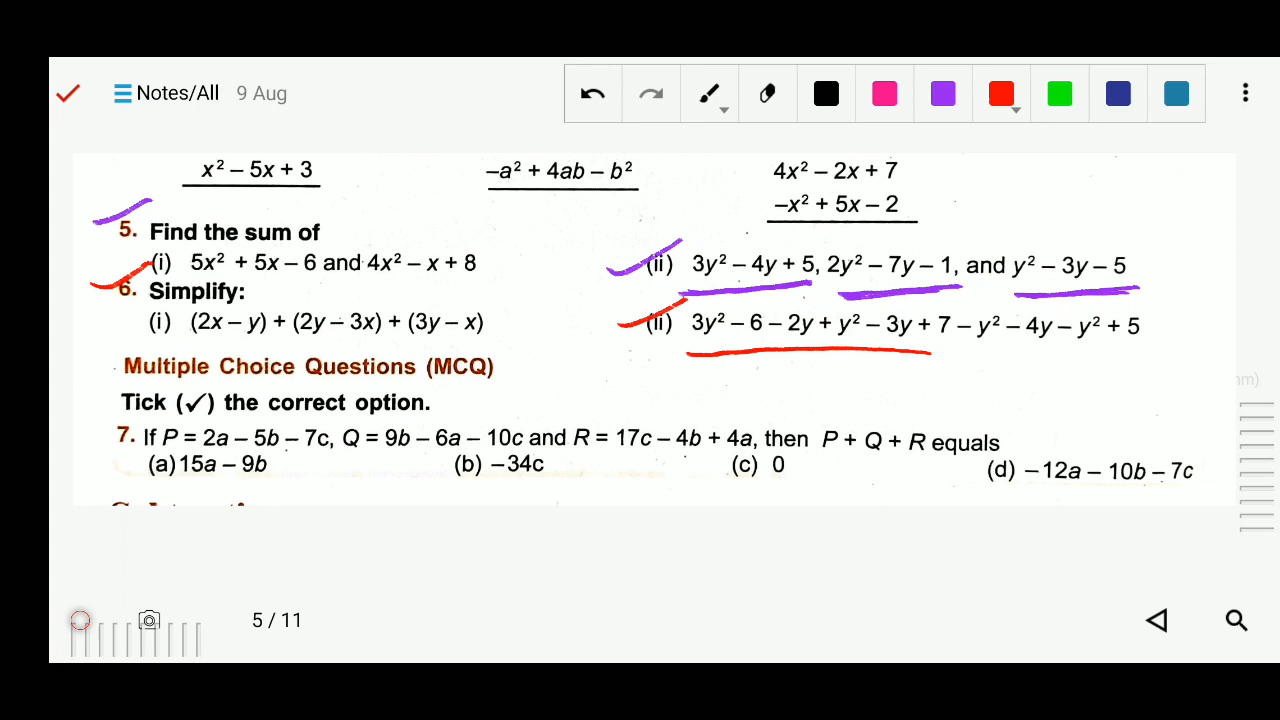 Notes/All 9 Aug
x² – 5x + 3 –a² + 4ab – b² 4x² – 2x + 7
–x² + 5x – 2
5. Find the sum of
(i) 5x² + 5x – 6 and 4x² – x + 8 (ii) 3y² – 4y + 5, 2y² – 7y – 1, and y² – 3y – 5
6. Simplify:
(i) (2x – y) + (2y – 3x) + (3y – x) (ii) 3y² – 6 – 2y + y² – 3y + 7 – y² – 4y – y² + 5
Multiple Choice Questions (MCQ)
Tick (✓) the correct option.
7. If P = 2a – 5b – 7c, Q = 9b – 6a – 10c and R = 17c – 4b + 4a, then P + Q + R equals
(a) 15a – 9b (b) –34c (c) 0 (d) –12a – 10b – 7c
5 / 11